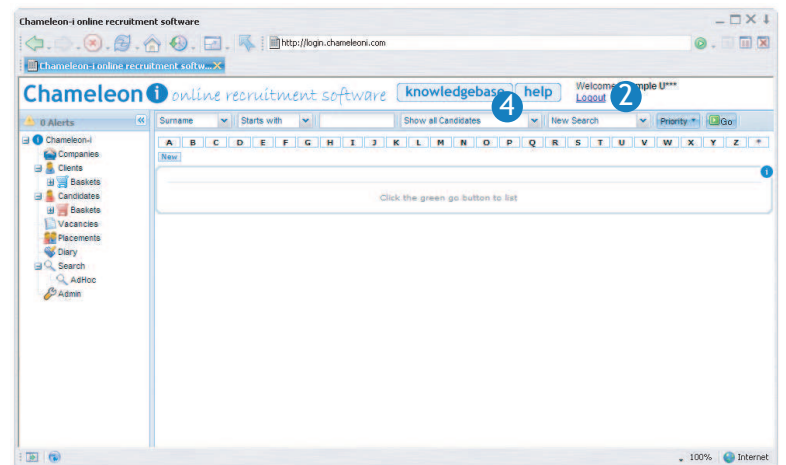 Chameleon-i online recruitment software
http://login.chameleoni.com
Chameleon-i online recruitment softw...
Chameleon i online recruitment software knowledgebase help Welcome
Logout 2
4
0 Alerts
Surname Starts with Show all Candidates New Search Priority Go
A B C D E F G H I J K L M N O P Q R S T U V W X Y Z *
New
i
Click the green go button to list
Chameleon-i
Companies
Clients
Baskets
Candidates
Baskets
Vacancies
Placements
Diary
Search
AdHoc
Admin
100% Internet